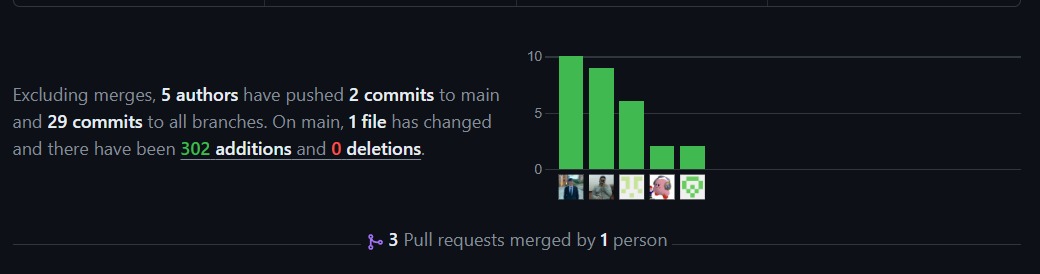 Excluding merges, 5 authors have pushed 2 commits to main
and 29 commits to all branches. On main, 1 file has changed
and there have been 302 additions and 0 deletions.
10
5
0
3 Pull requests merged by 1 person